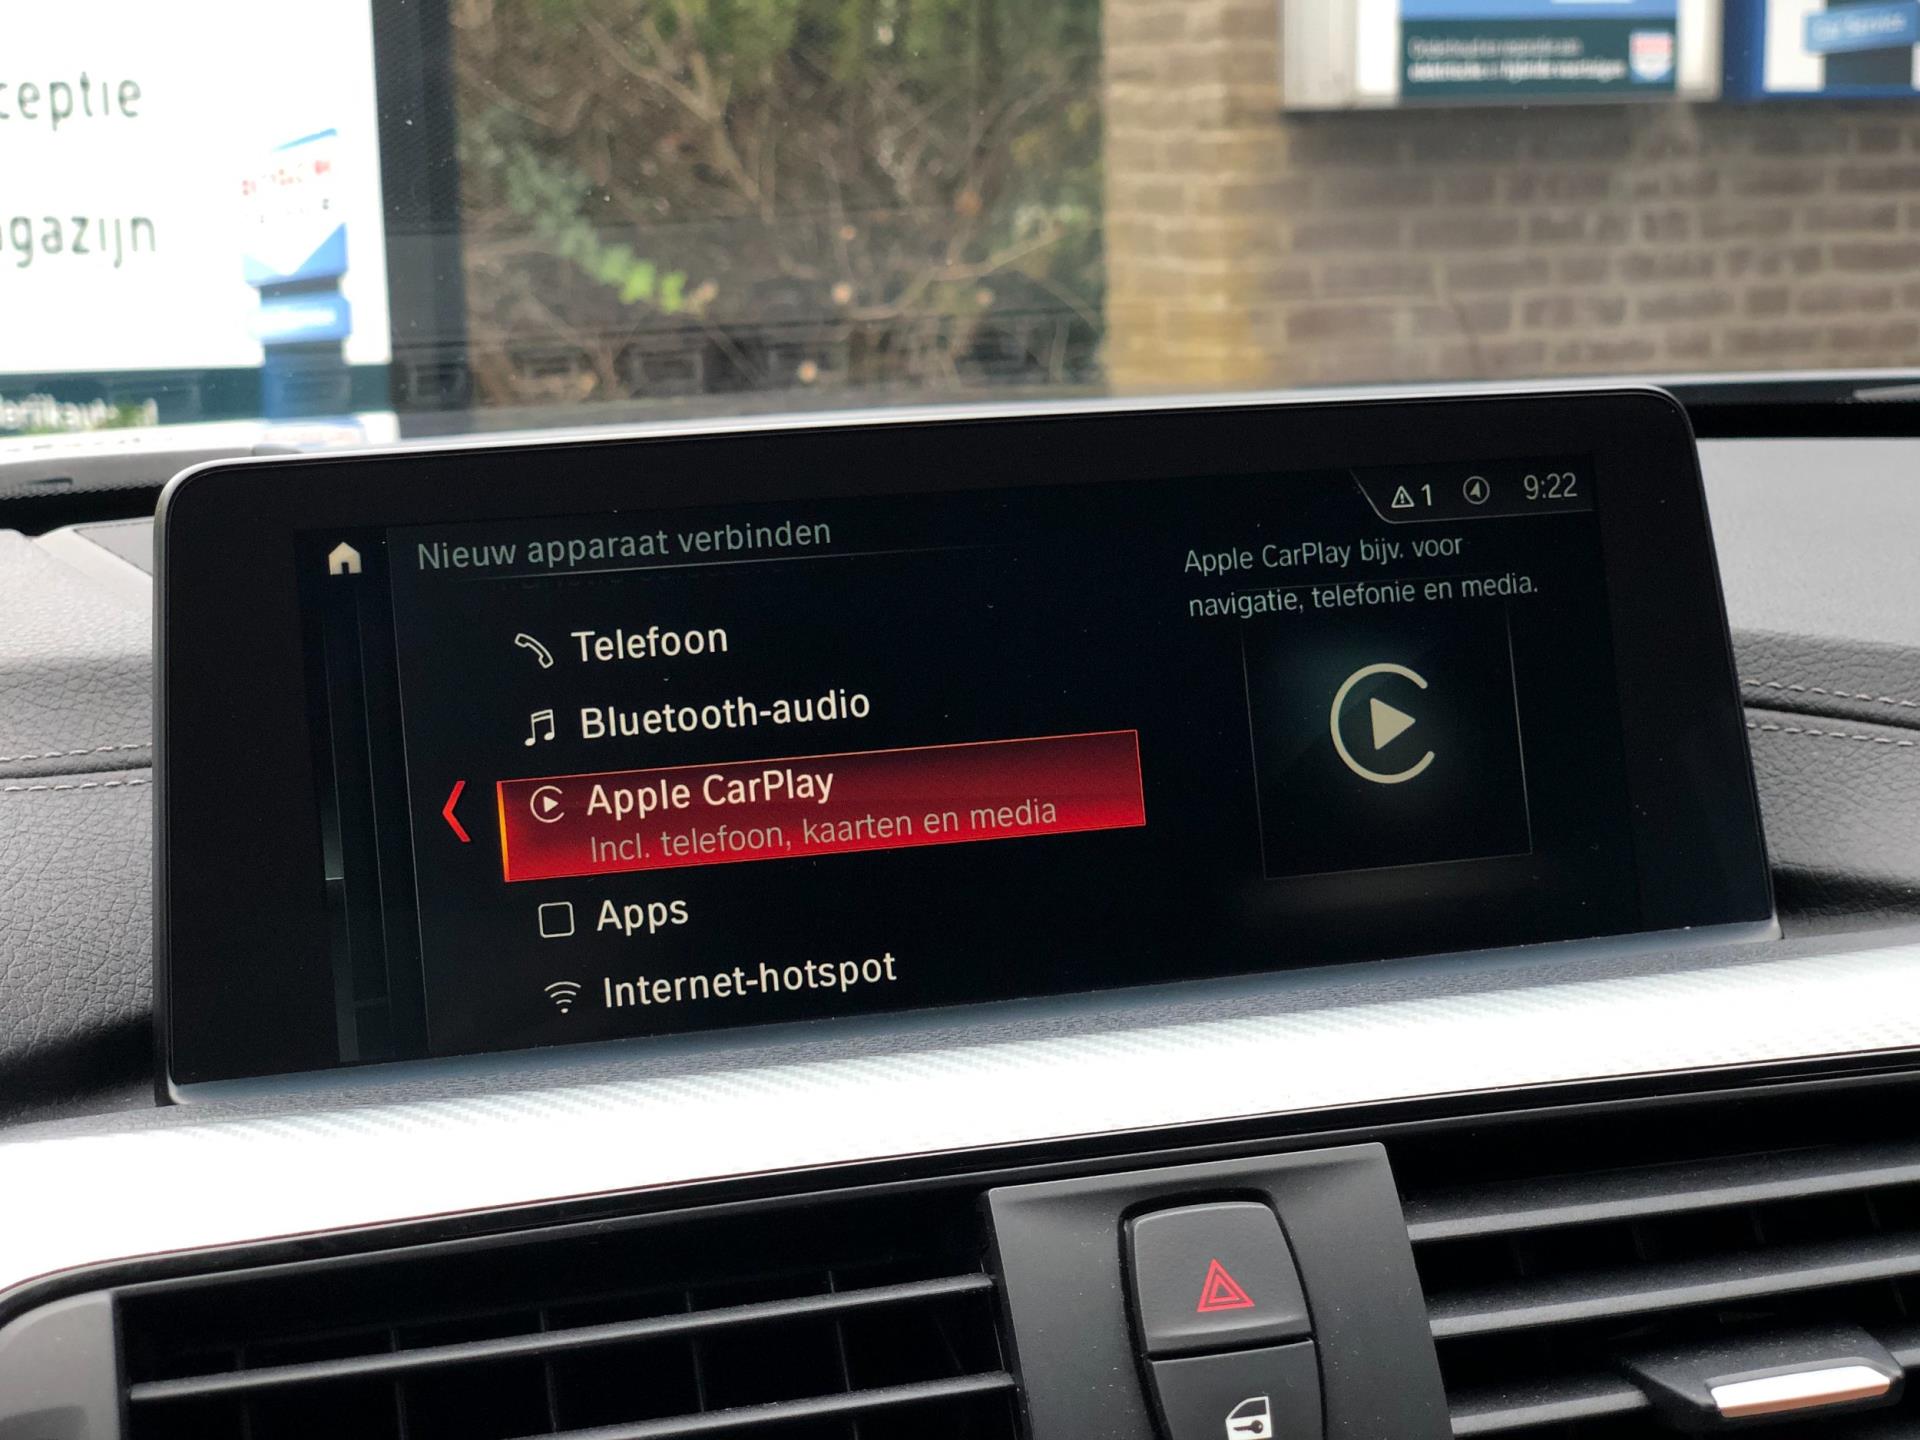 ceptie
gazijn
1
9:22
Nieuw apparaat verbinden
Telefoon
Bluetooth-audio
Apple CarPlay
Incl. telefoon, kaarten en media
Apps
Internet-hotspot
Apple CarPlay bijv. voor
navigatie, telefonie en media.